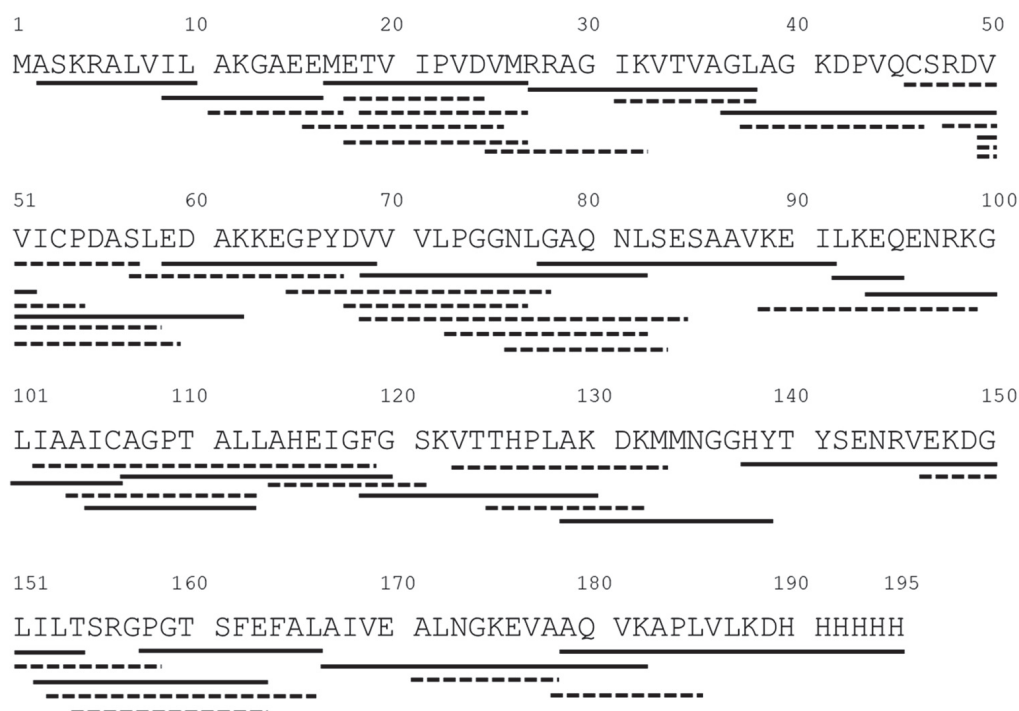 1 10 20 30 40 50
MASKRALVIL AKGAEEMETV IPVDVMRRAG IKVTVAGLAG KDPVQCSRDV
51 60 70 80 90 100
VICPDASLED AKKEGPYDVV VLPGGNLGAQ NLSESAAVKE ILKEQENRKG
101 110 120 130 140 150
LIAAICAGPT ALLAHEIGFG SKVTTHPLAK DKMMNGGHYT YSENRVEKDG
151 160 170 180 190 195
LILTSRGPGT SFEFALAIVE ALNGKEVAAQ VKAPLVLKDH HHHHH